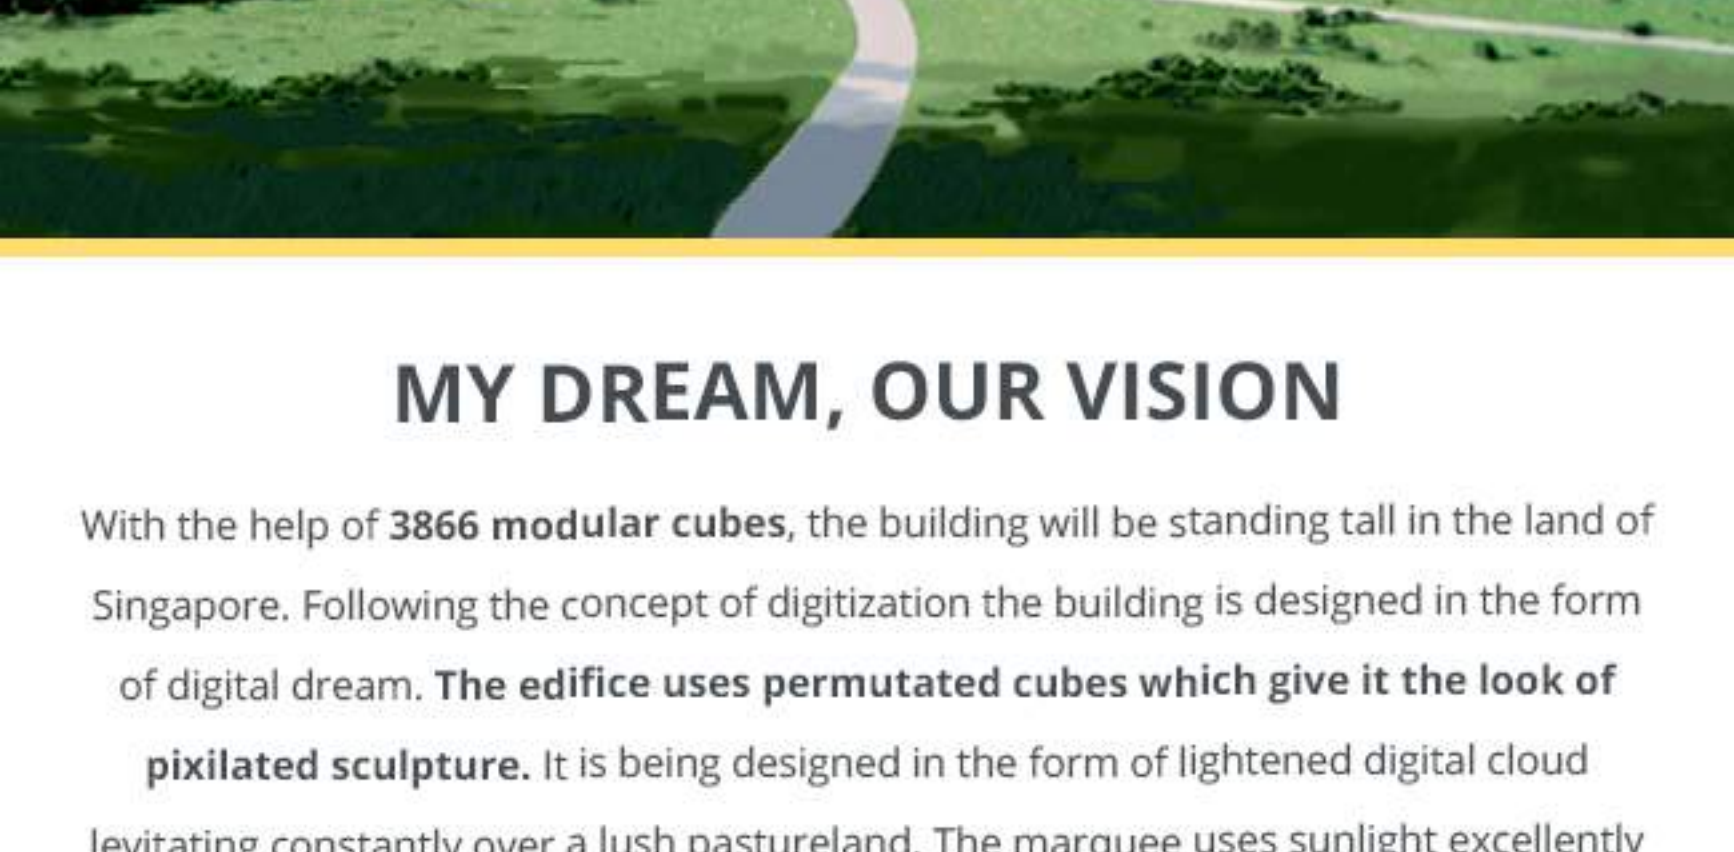 MY DREAM, OUR VISION
With the help of 3866 modular cubes, the building will be standing tall in the land of
Singapore. Following the concept of digitization the building is designed in the form
of digital dream. The edifice uses permutated cubes which give it the look of
pixilated sculpture. It is being designed in the form of lightened digital cloud
levitating constantly over a lush pastureland. The marquee uses sunlight excellently